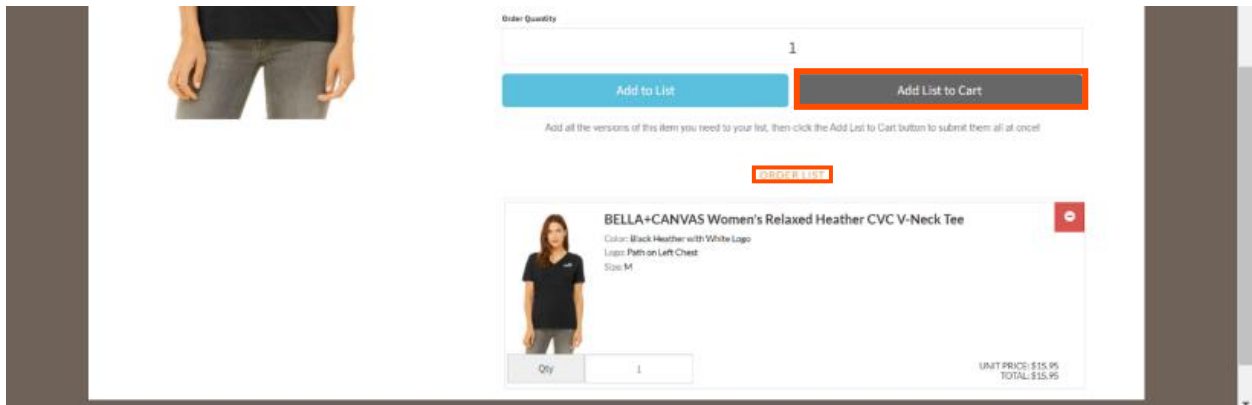 Order Quantity
1
Add to List
Add List to Cart
Add all the versions of this item you need to your list, then click the Add List to Cart button to submit them all at once!
ORDER LIST
BELLA+CANVAS Women's Relaxed Heather CVC V-Neck Tee
Color: Black Heather with White Logo
Logo: Path on Left Chest
Size: M
Qty
1
UNIT PRICE: $15.95
TOTAL: $15.95